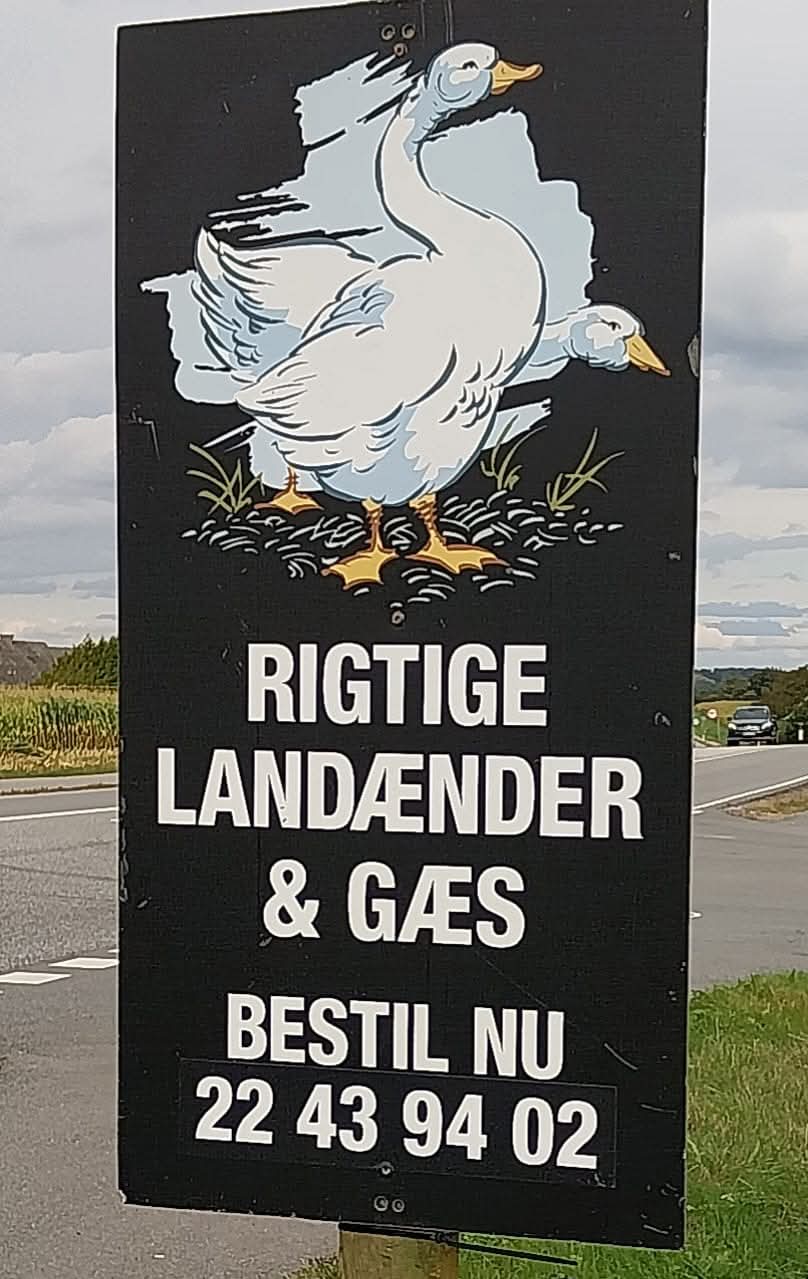 RIGTIGE
LANDÆNDER
& GÆS
BESTIL NU
22 43 94 02